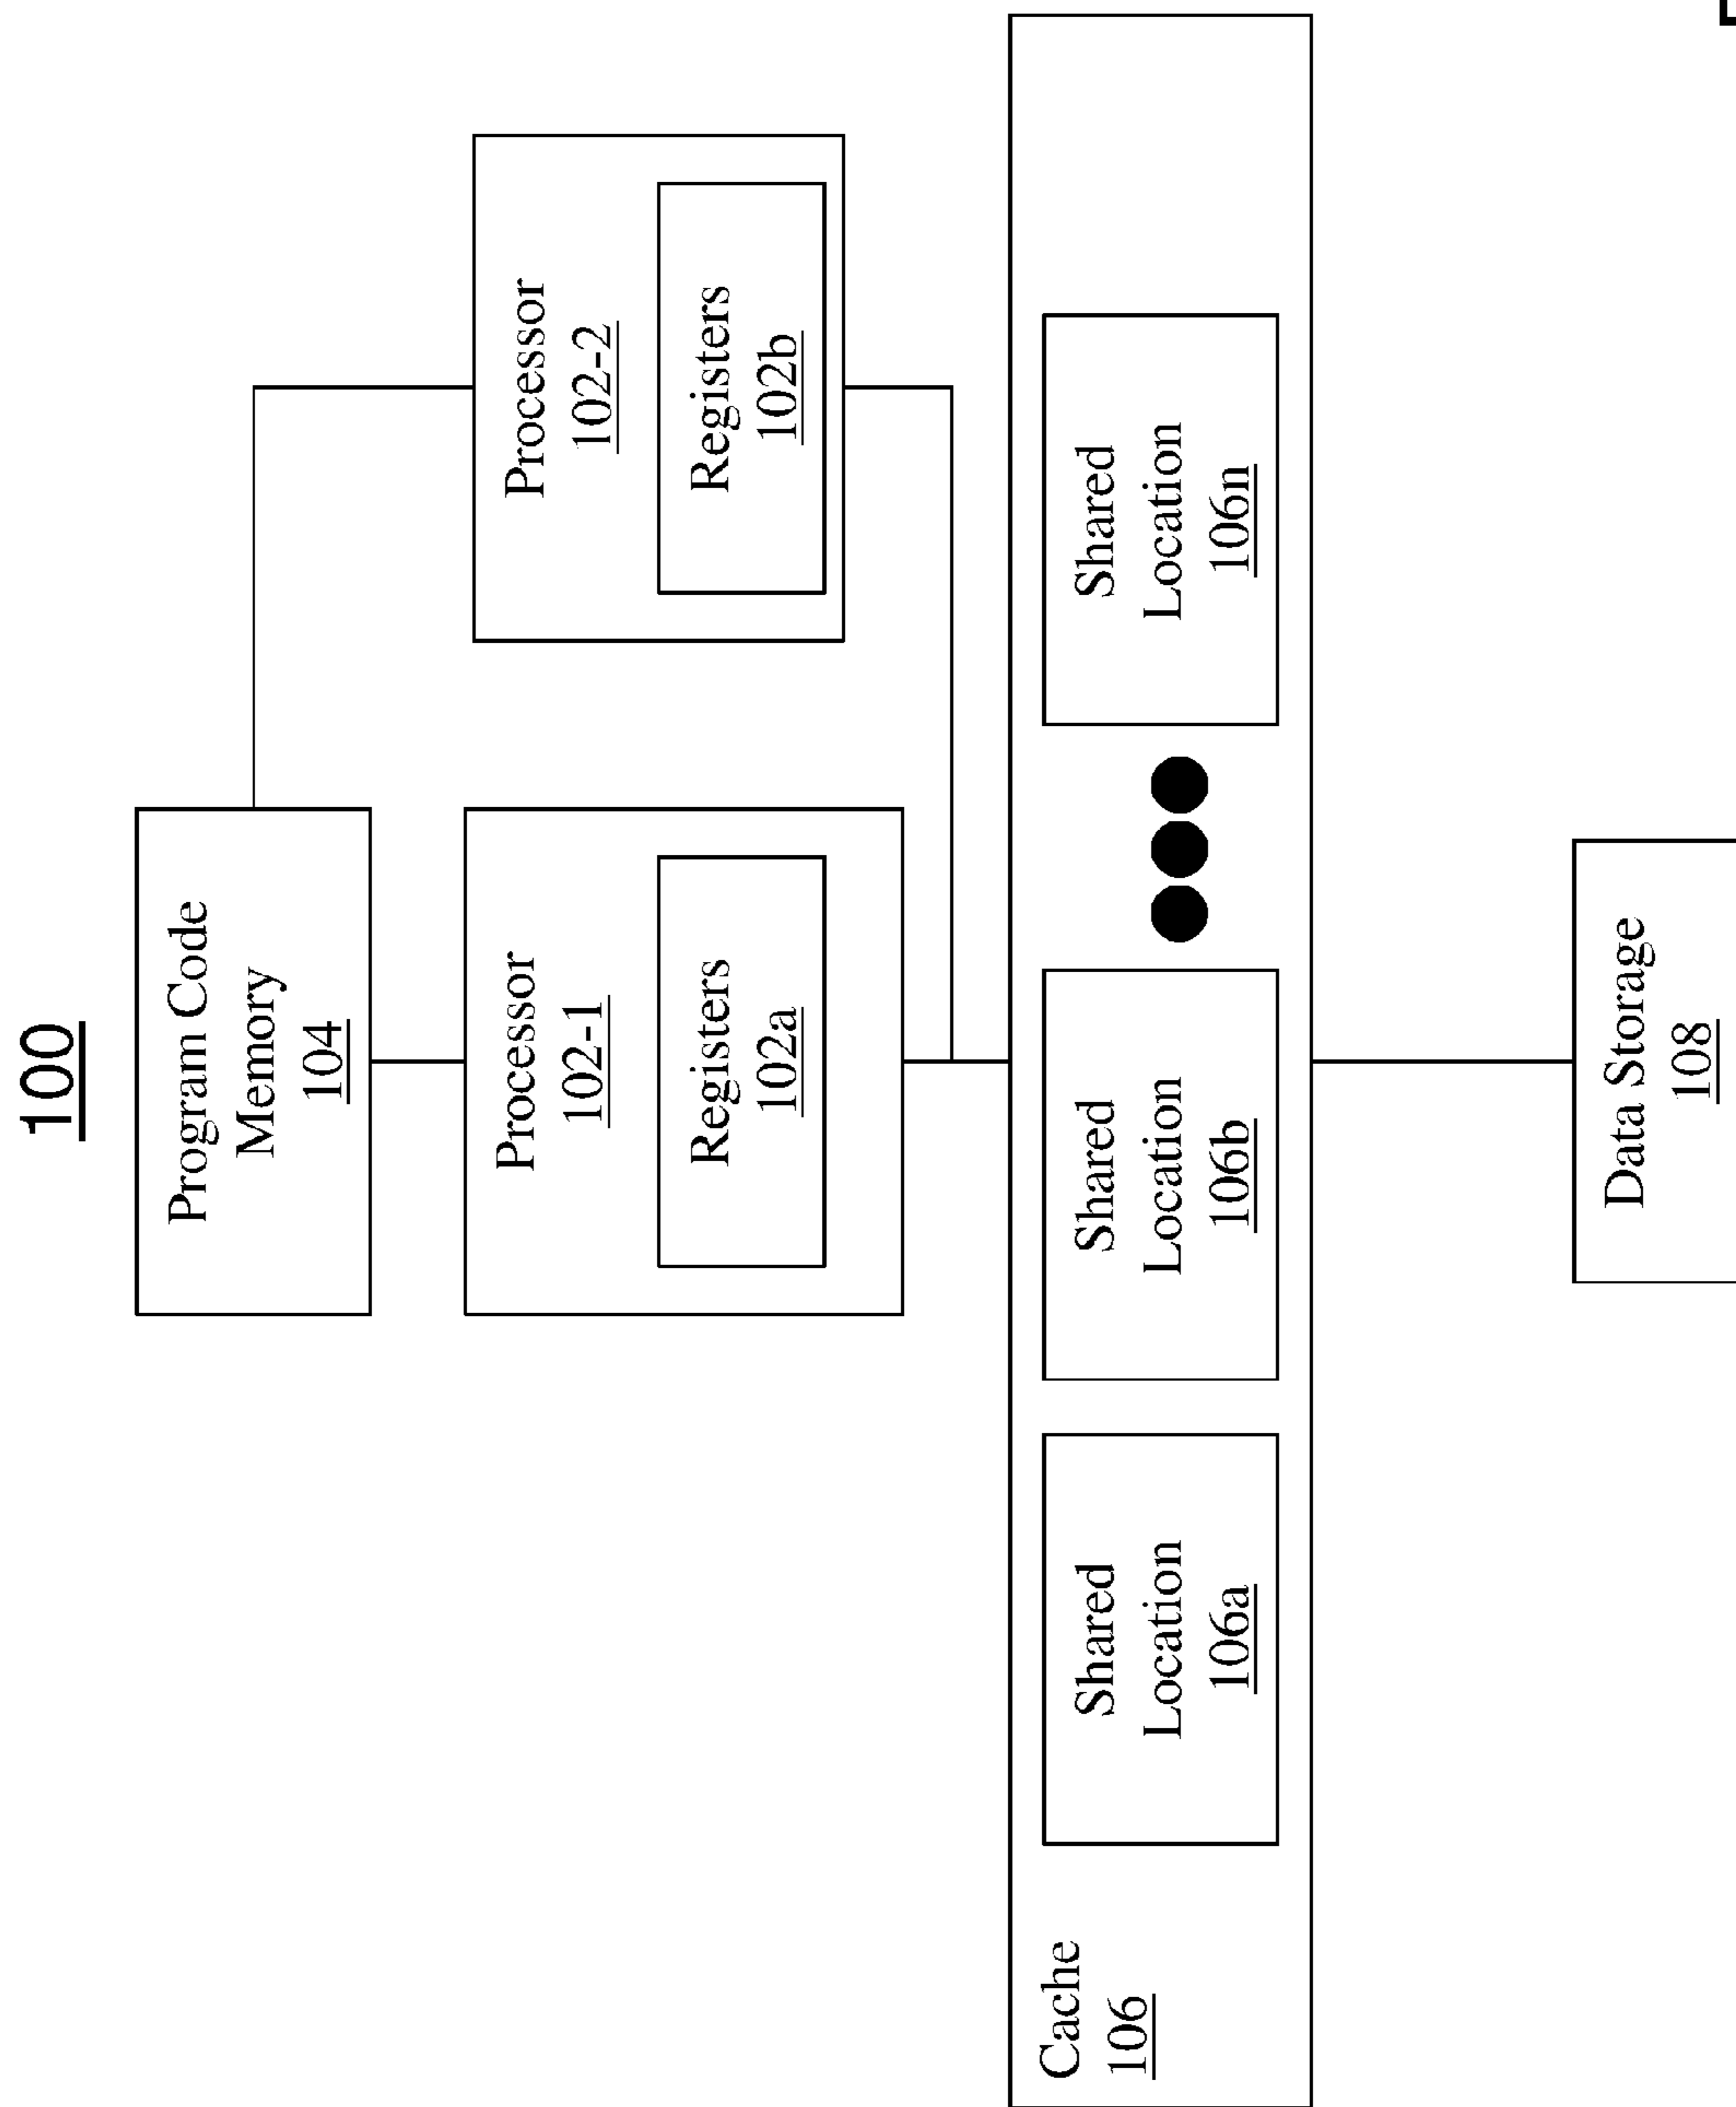 100
Program Code
Memory
104
Processor
102-1
Registers
102a
Processor
102-2
Registers
102b
Cache
106
Shared
Location
106a
Shared
Location
106b
Shared
Location
106n
Data Storage
108